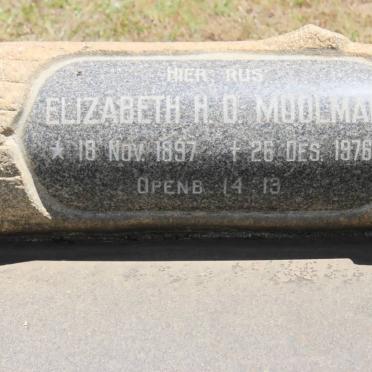 HIER RUS
ELIZABETH H. D. MOOLMAN
* 18 NOV. 1897 † 26 DES. 1976
OPENB. 14:13